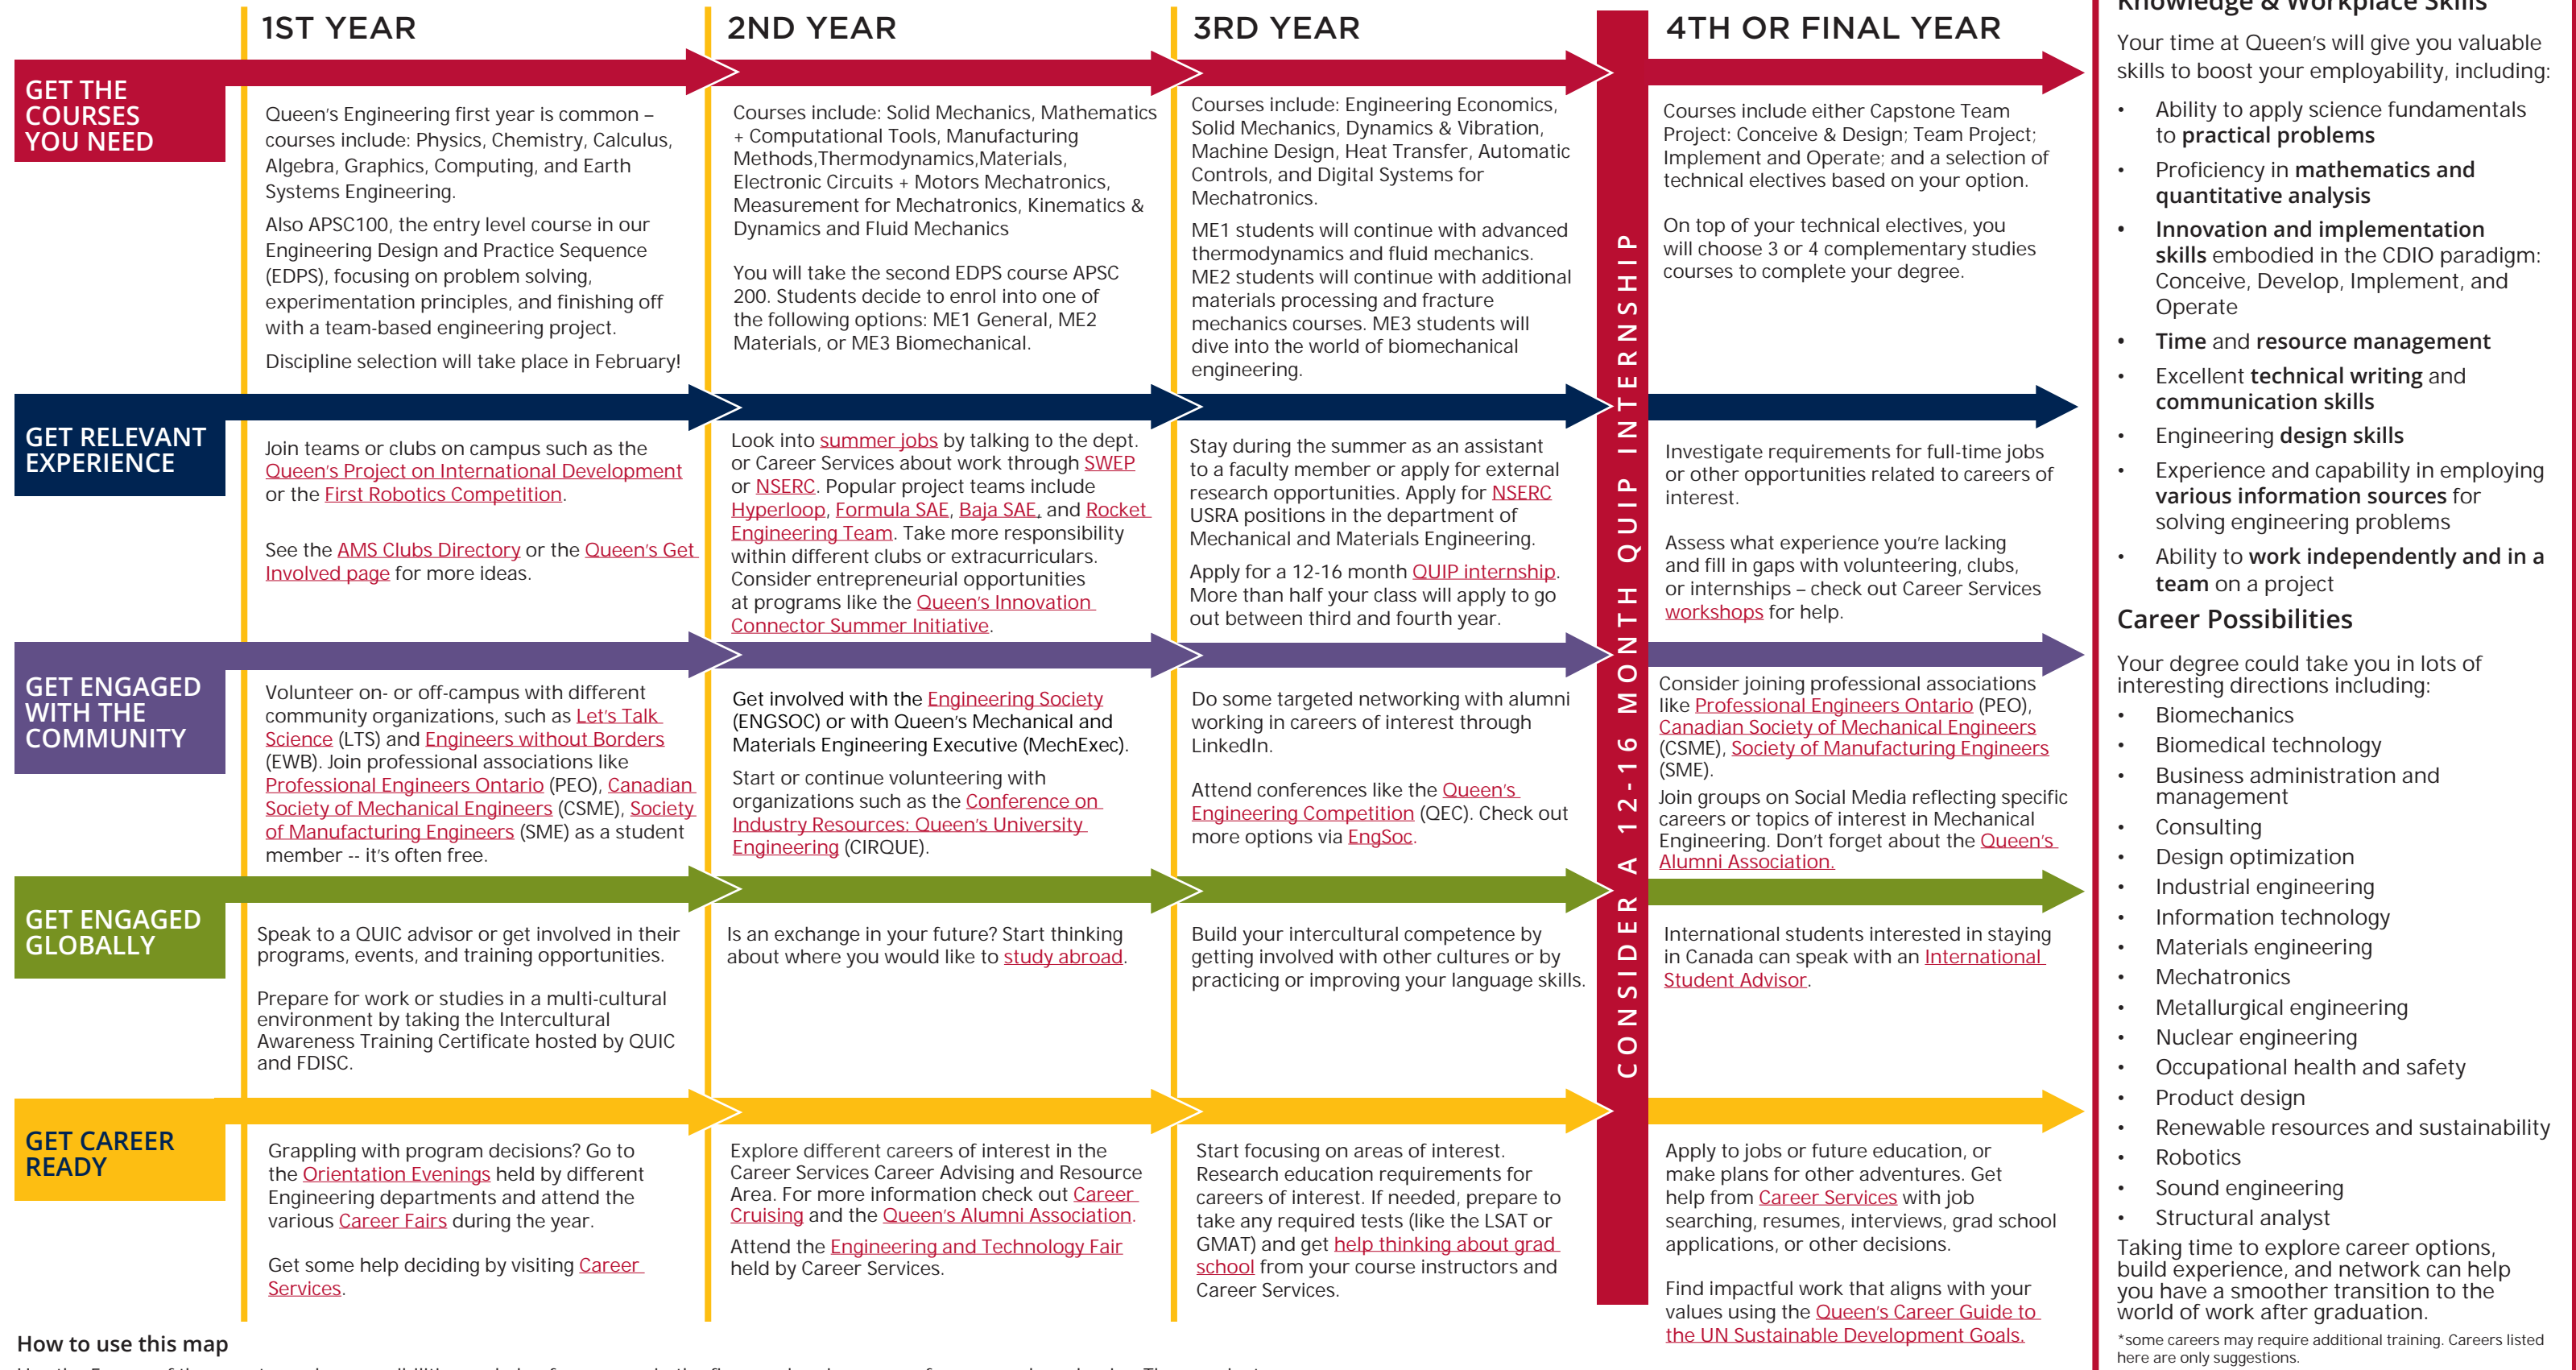 1ST YEAR
2ND YEAR
3RD YEAR
4TH OR FINAL YEAR
GET THE
COURSES
YOU NEED
Queen's Engineering first year is common –
courses include: Physics, Chemistry, Calculus,
Algebra, Graphics, Computing, and Earth
Systems Engineering.
Also APSC100, the entry level course in our
Engineering Design and Practice Sequence
(EDPS), focusing on problem solving,
experimentation principles, and finishing off
with a team-based engineering project.
Discipline selection will take place in February!
Courses include: Solid Mechanics, Mathematics
+ Computational Tools, Manufacturing
Methods,Thermodynamics,Materials,
Electronic Circuits + Motors Mechatronics,
Measurement for Mechatronics, Kinematics &
Dynamics and Fluid Mechanics
You will take the second EDPS course APSC
200. Students decide to enrol into one of
the following options: ME1 General, ME2
Materials, or ME3 Biomechanical.
Courses include: Engineering Economics,
Solid Mechanics, Dynamics & Vibration,
Machine Design, Heat Transfer, Automatic
Controls, and Digital Systems for
Mechatronics.
ME1 students will continue with advanced
thermodynamics and fluid mechanics.
ME2 students will continue with additional
materials processing and fracture
mechanics courses. ME3 students will
dive into the world of biomechanical
engineering.
Courses include either Capstone Team
Project: Conceive & Design; Team Project;
Implement and Operate; and a selection of
technical electives based on your option.
On top of your technical electives, you
will choose 3 or 4 complementary studies
courses to complete your degree.
GET RELEVANT
EXPERIENCE
Join teams or clubs on campus such as the
Queen's Project on International Development
or the First Robotics Competition.
See the AMS Clubs Directory or the Queen's Get
Involved page for more ideas.
Look into summer jobs by talking to the dept.
or Career Services about work through SWEP
or NSERC. Popular project teams include
Hyperloop, Formula SAE, Baja SAE, and Rocket
Engineering Team. Take more responsibility
within different clubs or extracurriculars.
Consider entrepreneurial opportunities
at programs like the Queen's Innovation
Connector Summer Initiative.
Stay during the summer as an assistant
to a faculty member or apply for external
research opportunities. Apply for NSERC
USRA positions in the department of
Mechanical and Materials Engineering.
Apply for a 12-16 month QUIP internship.
More than half your class will apply to go
out between third and fourth year.
Investigate requirements for full-time jobs
or other opportunities related to careers of
interest.
Assess what experience you're lacking
and fill in gaps with volunteering, clubs,
or internships – check out Career Services
workshops for help.
GET ENGAGED
WITH THE
COMMUNITY
Volunteer on- or off-campus with different
community organizations, such as Let's Talk
Science (LTS) and Engineers without Borders
(EWB). Join professional associations like
Professional Engineers Ontario (PEO), Canadian
Society of Mechanical Engineers (CSME), Society
of Manufacturing Engineers (SME) as a student
member -- it's often free.
Get involved with the Engineering Society
(ENGSOC) or with Queen's Mechanical and
Materials Engineering Executive (MechExec).
Start or continue volunteering with
organizations such as the Conference on
Industry Resources: Queen's University
Engineering (CIRQUE).
Do some targeted networking with alumni
working in careers of interest through
LinkedIn.
Attend conferences like the Queen's
Engineering Competition (QEC). Check out
more options via EngSoc.
Consider joining professional associations
like Professional Engineers Ontario (PEO),
Canadian Society of Mechanical Engineers
(CSME), Society of Manufacturing Engineers
(SME).
Join groups on Social Media reflecting specific
careers or topics of interest in Mechanical
Engineering. Don't forget about the Queen's
Alumni Association.
GET ENGAGED
GLOBALLY
Speak to a QUIC advisor or get involved in their
programs, events, and training opportunities.
Prepare for work or studies in a multi-cultural
environment by taking the Intercultural
Awareness Training Certificate hosted by QUIC
and FDISC.
Is an exchange in your future? Start thinking
about where you would like to study abroad.
Build your intercultural competence by
getting involved with other cultures or by
practicing or improving your language skills.
International students interested in staying
in Canada can speak with an International
Student Advisor.
GET CAREER
READY
Grappling with program decisions? Go to
the Orientation Evenings held by different
Engineering departments and attend the
various Career Fairs during the year.
Get some help deciding by visiting Career
Services.
Explore different careers of interest in the
Career Services Career Advising and Resource
Area. For more information check out Career
Cruising and the Queen's Alumni Association.
Attend the Engineering and Technology Fair
held by Career Services.
Start focusing on areas of interest.
Research education requirements for
careers of interest. If needed, prepare to
take any required tests (like the LSAT or
GMAT) and get help thinking about grad
school from your course instructors and
Career Services.
Apply to jobs or future education, or
make plans for other adventures. Get
help from Career Services with job
searching, resumes, interviews, grad school
applications, or other decisions.
Find impactful work that aligns with your
values using the Queen's Career Guide to
the UN Sustainable Development Goals.
CONSIDER A 12-16 MONTH QUIP INTERNSHIP
Knowledge & Workplace Skills
Your time at Queen's will give you valuable
skills to boost your employability, including:
• Ability to apply science fundamentals
to practical problems
• Proficiency in mathematics and
quantitative analysis
• Innovation and implementation
skills embodied in the CDIO paradigm:
Conceive, Develop, Implement, and
Operate
• Time and resource management
• Excellent technical writing and
communication skills
• Engineering design skills
• Experience and capability in employing
various information sources for
solving engineering problems
• Ability to work independently and in a
team on a project
Career Possibilities
Your degree could take you in lots of
interesting directions including:
• Biomechanics
• Biomedical technology
• Business administration and
management
• Consulting
• Design optimization
• Industrial engineering
• Information technology
• Materials engineering
• Mechatronics
• Metallurgical engineering
• Nuclear engineering
• Occupational health and safety
• Product design
• Renewable resources and sustainability
• Robotics
• Sound engineering
• Structural analyst
Taking time to explore career options,
build experience, and network can help
you have a smoother transition to the
world of work after graduation.
*some careers may require additional training. Careers listed
here are only suggestions.
How to use this map